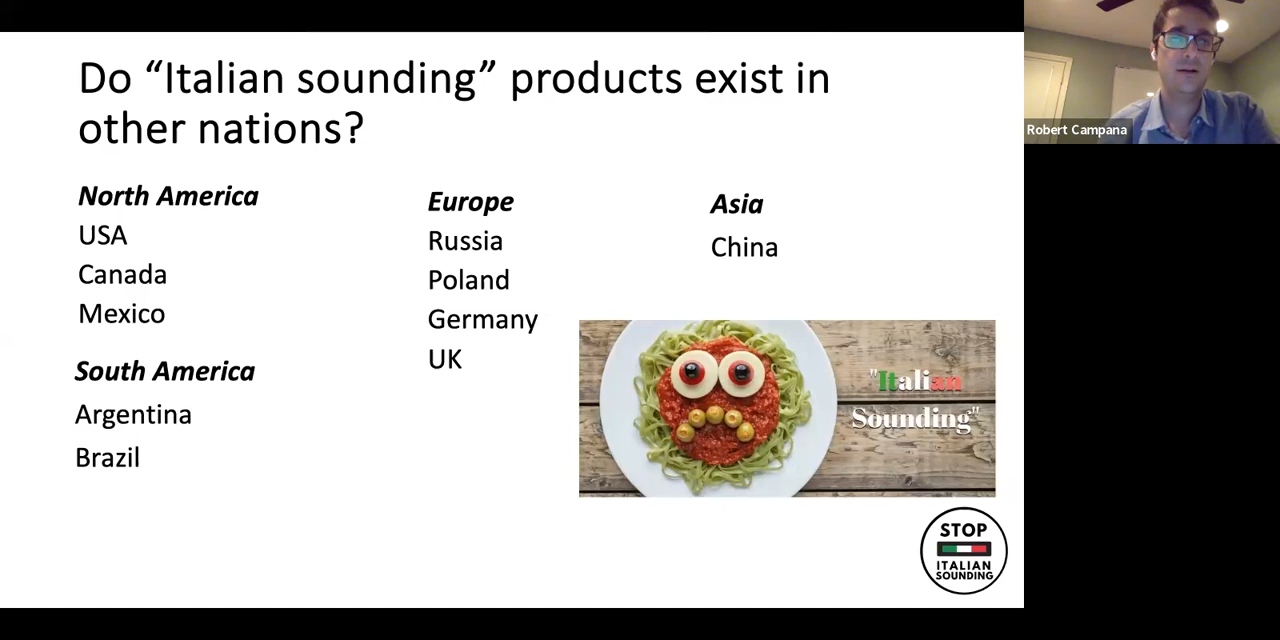 Do “Italian sounding” products exist in
other nations?
North America
USA
Canada
Mexico
South America
Argentina
Brazil
Europe
Russia
Poland
Germany
UK
Asia
China
"Italian
Sounding"
STOP
ITALIAN
SOUNDING
Robert Campana